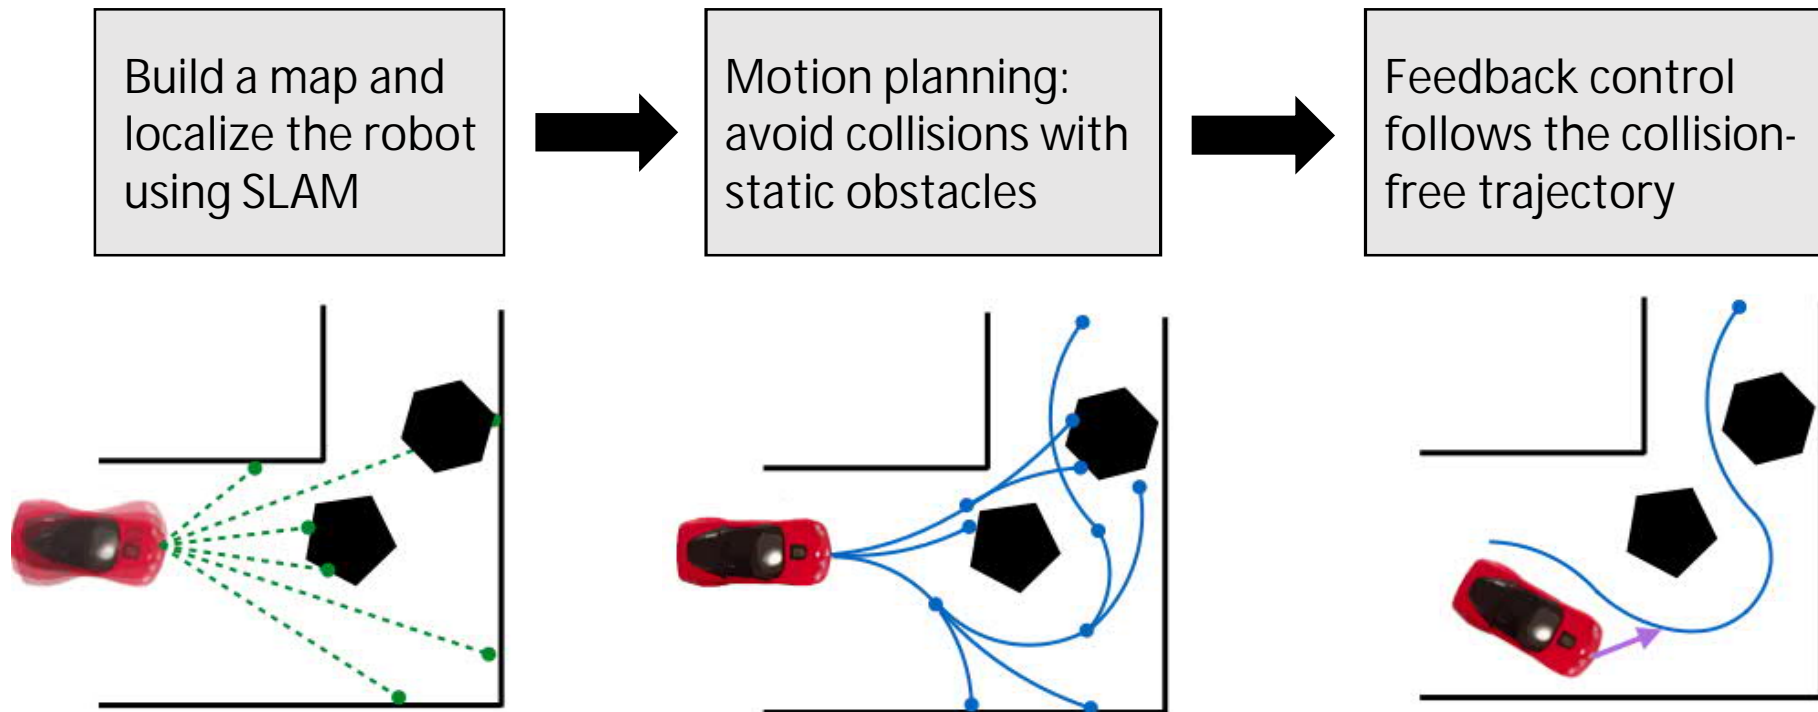 Build a map and
localize the robot
using SLAM
Motion planning:
avoid collisions with
static obstacles
Feedback control
follows the collision-
free trajectory